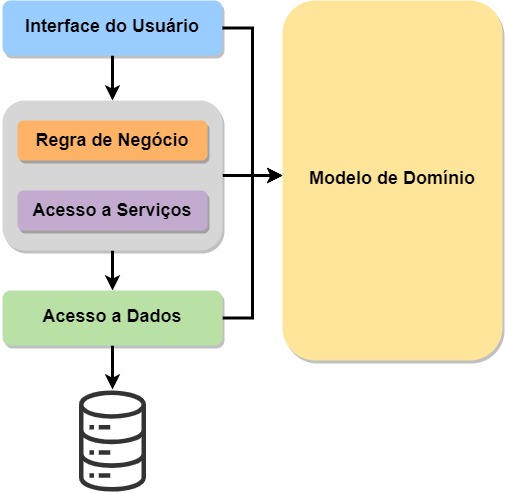 Interface do Usuário
Regra de Negócio
Acesso a Serviços
Modelo de Domínio
Acesso a Dados